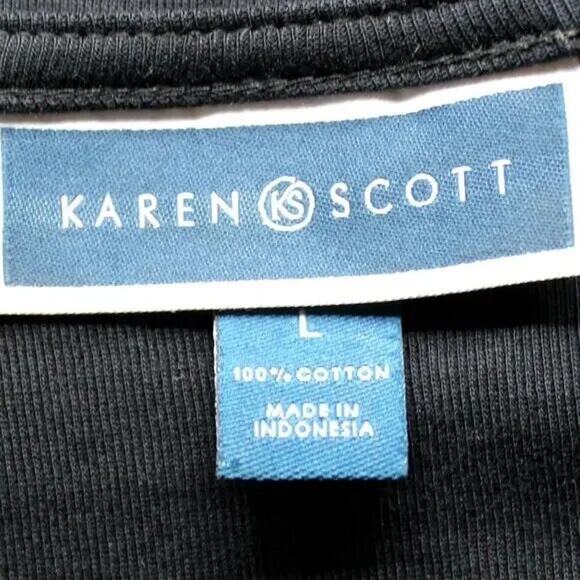 KAREN KS SCOTT
L
100% COTTON
MADE IN
INDONESIA